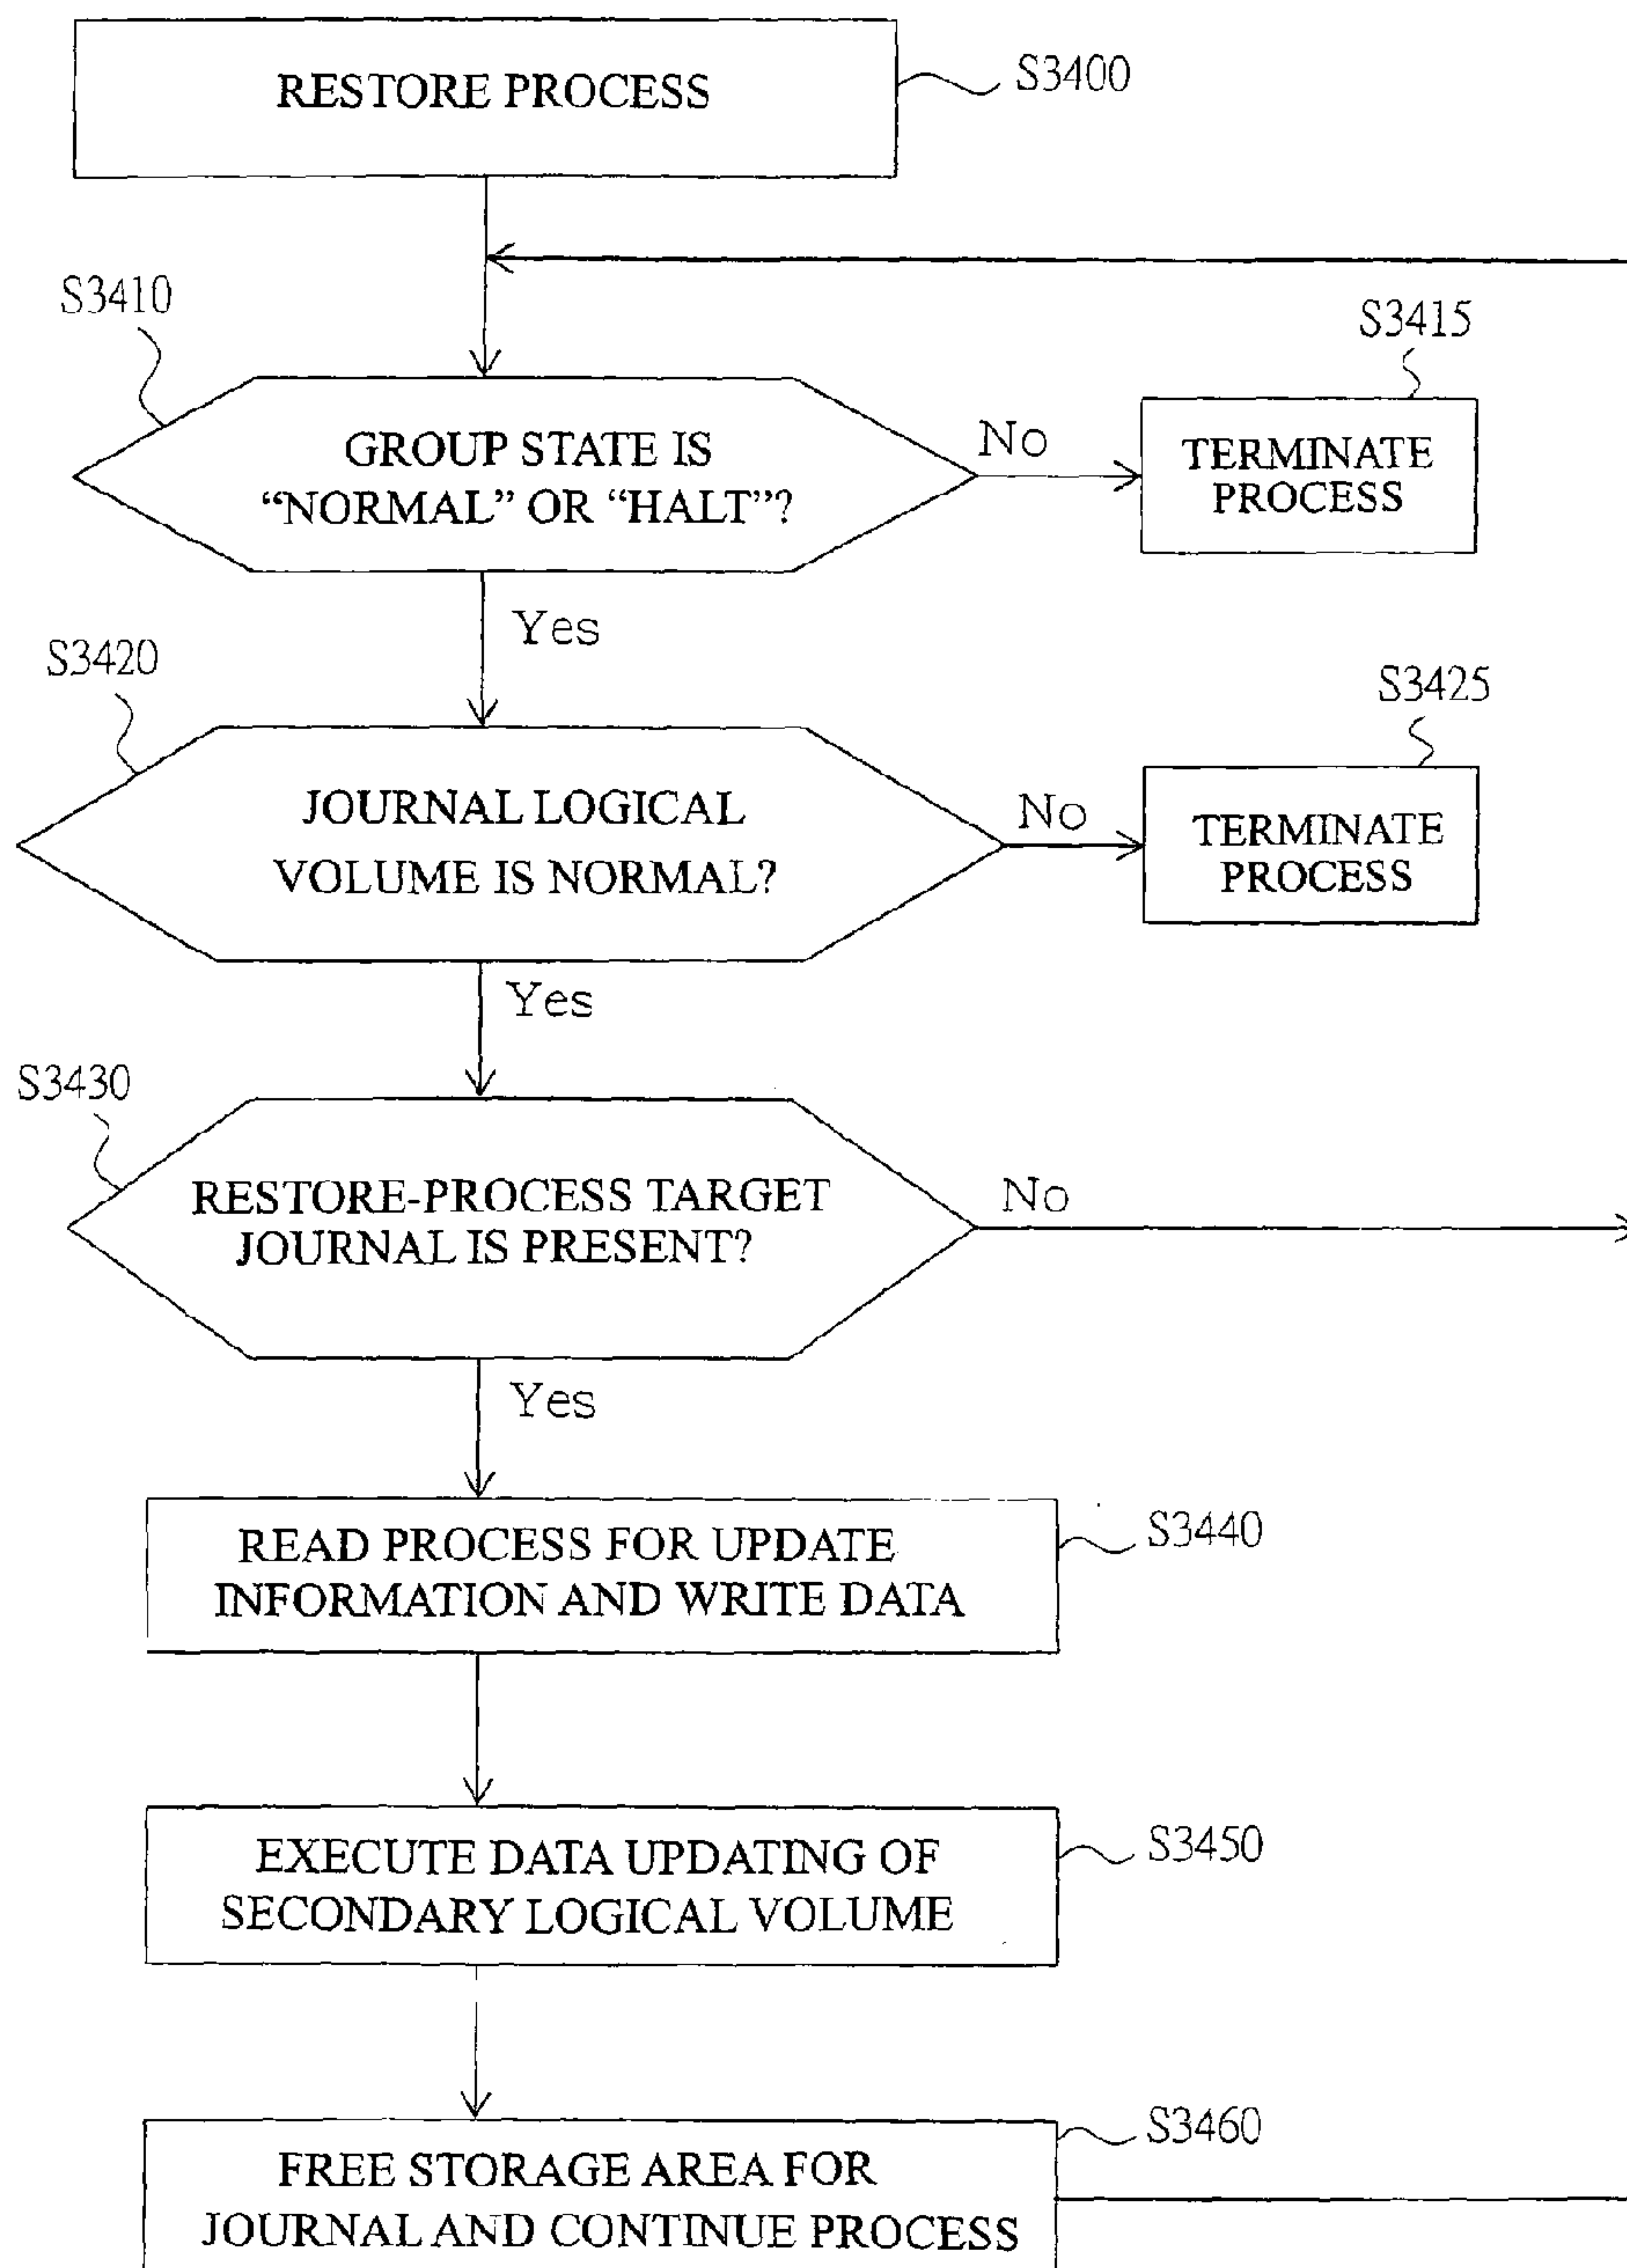 RESTORE PROCESS
S3400
S3410
S3415
GROUP STATE IS
“NORMAL” OR “HALT”?
No
TERMINATE
PROCESS
Yes
S3420
S3425
JOURNAL LOGICAL
VOLUME IS NORMAL?
No
TERMINATE
PROCESS
Yes
S3430
RESTORE-PROCESS TARGET
JOURNAL IS PRESENT?
No
Yes
READ PROCESS FOR UPDATE
INFORMATION AND WRITE DATA
S3440
EXECUTE DATA UPDATING OF
SECONDARY LOGICAL VOLUME
S3450
FREE STORAGE AREA FOR
JOURNAL AND CONTINUE PROCESS
S3460